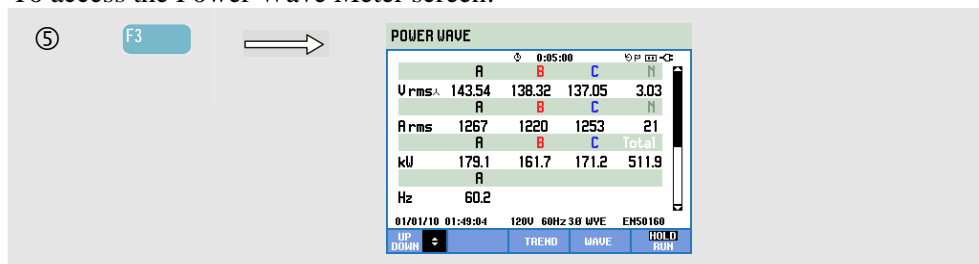 To access the Power Wave Meter screen:
⑤ F3
POWER WAVE
0:05:00
A B C N
Vrms⅄ 143.54 138.32 137.05 3.03
A B C N
Arms 1267 1220 1253 21
A B C Total
kW 179.1 161.7 171.2 511.9
A
Hz 60.2
01/01/10 01:49:04 120V 60Hz 3Ø WYE EN50160
UP DOWN TREND WAVE HOLD RUN